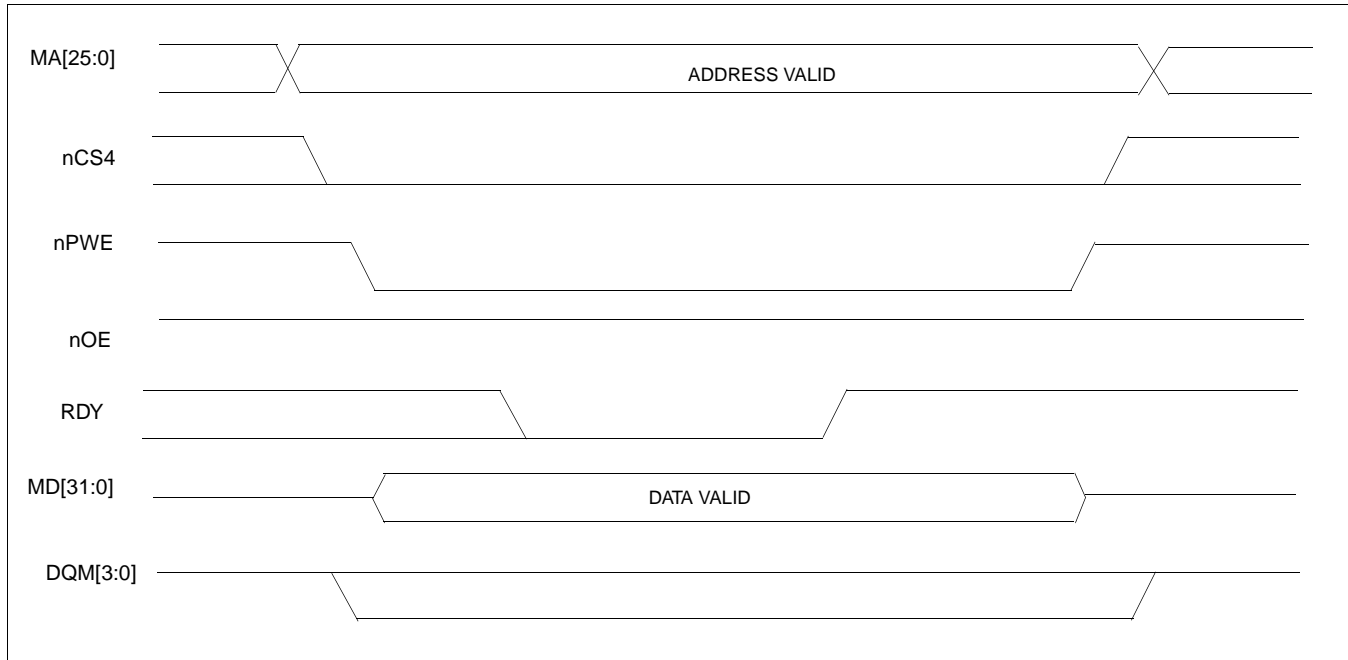 MA[25:0]
ADDRESS VALID
nCS4
nPWE
nOE
RDY
MD[31:0]
DATA VALID
DQM[3:0]